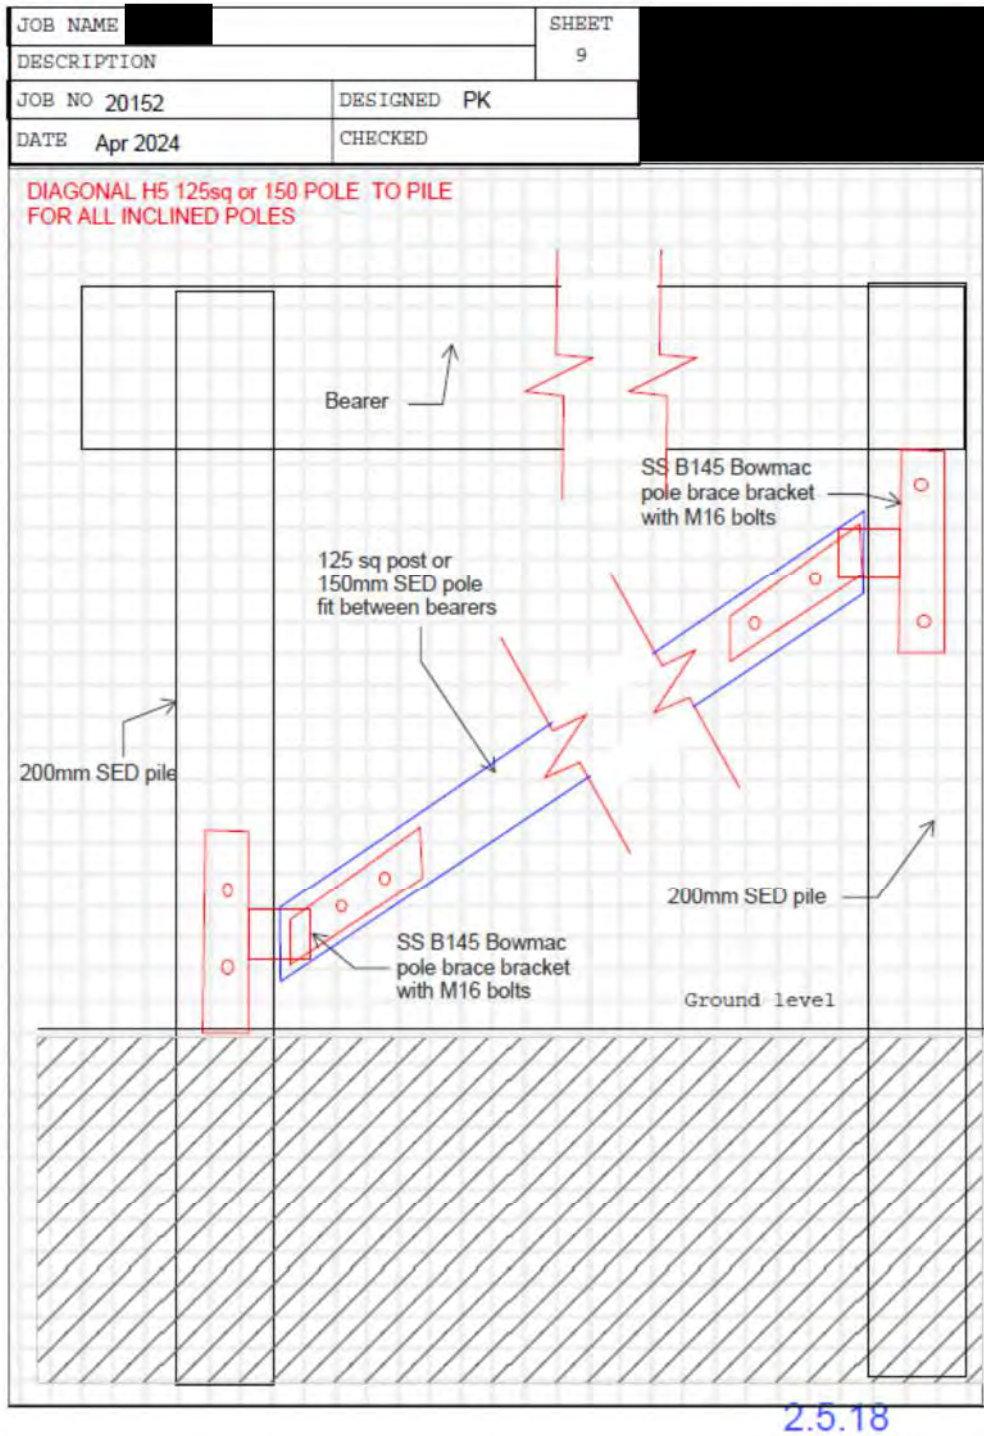 JOB NAME
SHEET
9
DESCRIPTION
JOB NO 20152
DESIGNED PK
DATE Apr 2024
CHECKED
DIAGONAL H5 125sq or 150 POLE TO PILE
FOR ALL INCLINED POLES
Bearer
SS B145 Bowmac
pole brace bracket
with M16 bolts
125 sq post or
150mm SED pole
fit between bearers
200mm SED pile
200mm SED pile
SS B145 Bowmac
pole brace bracket
with M16 bolts
Ground level
2.5.18